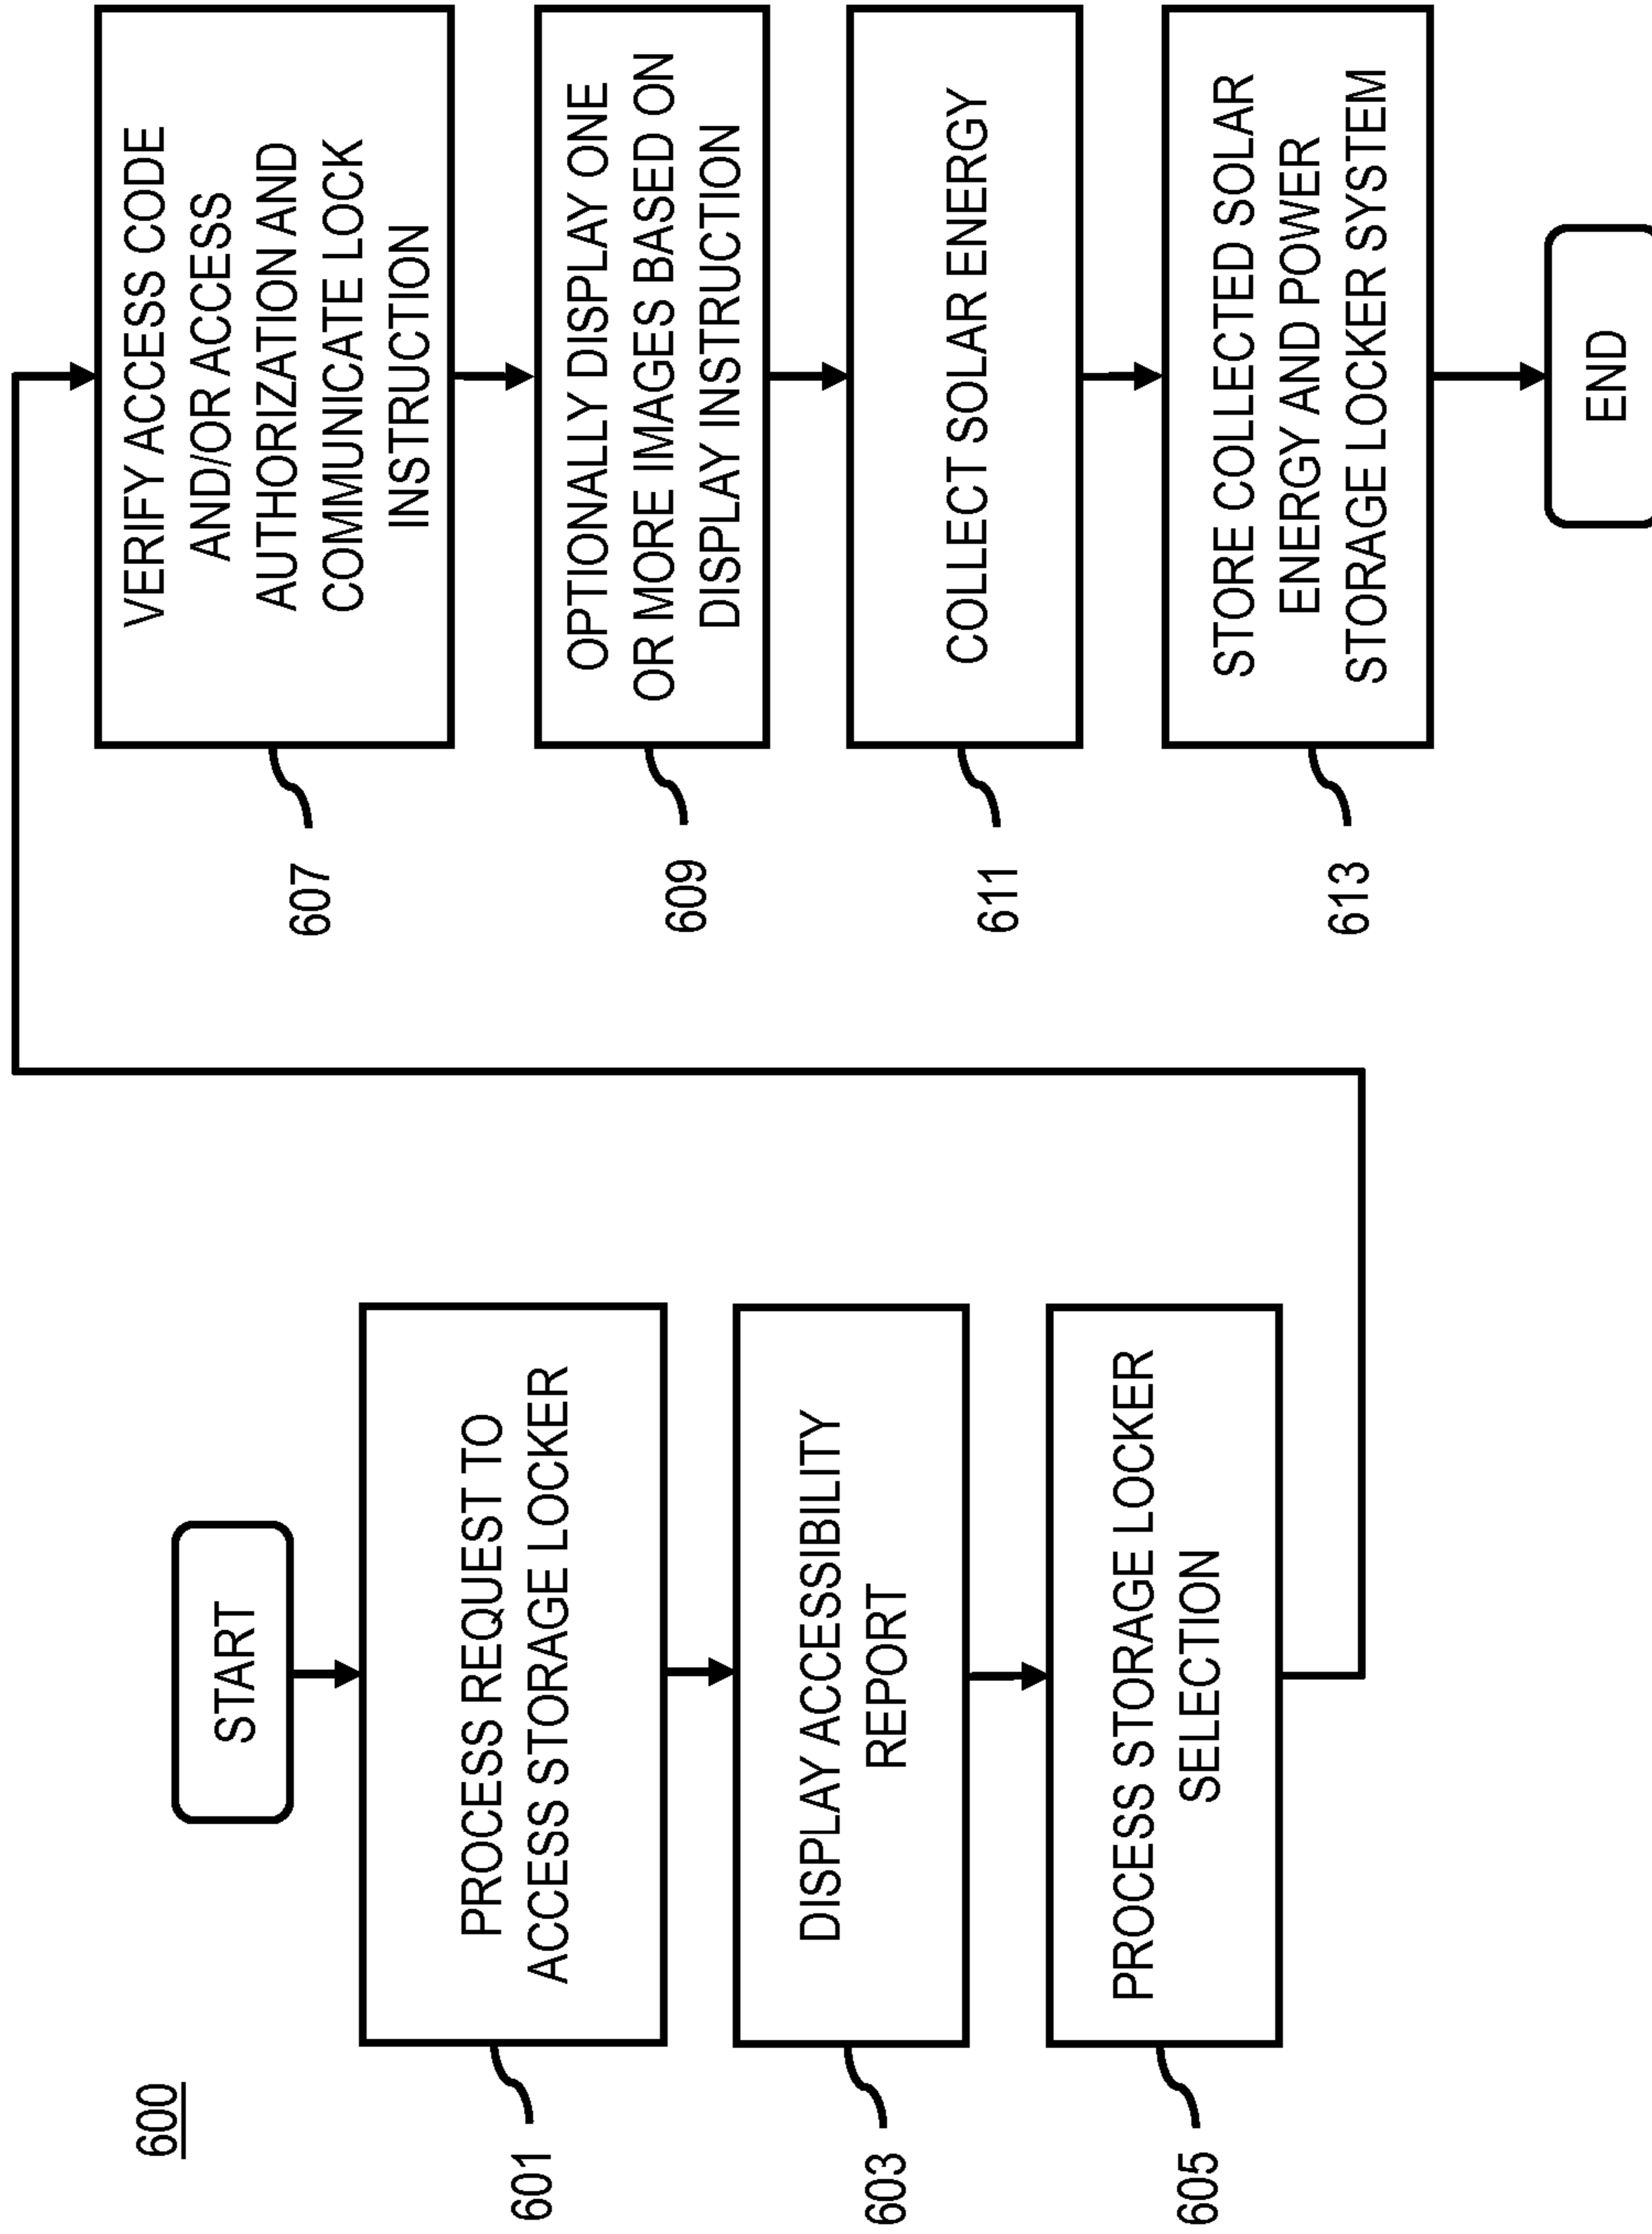 600
START
601
PROCESS REQUEST TO
ACCESS STORAGE LOCKER
603
DISPLAY ACCESSIBILITY
REPORT
605
PROCESS STORAGE LOCKER
SELECTION
607
VERIFY ACCESS CODE
AND/OR ACCESS
AUTHORIZATION AND
COMMUNICATE LOCK
INSTRUCTION
609
OPTIONALLY DISPLAY ONE
OR MORE IMAGES BASED ON
DISPLAY INSTRUCTION
611
COLLECT SOLAR ENERGY
613
STORE COLLECTED SOLAR
ENERGY AND POWER
STORAGE LOCKER SYSTEM
END